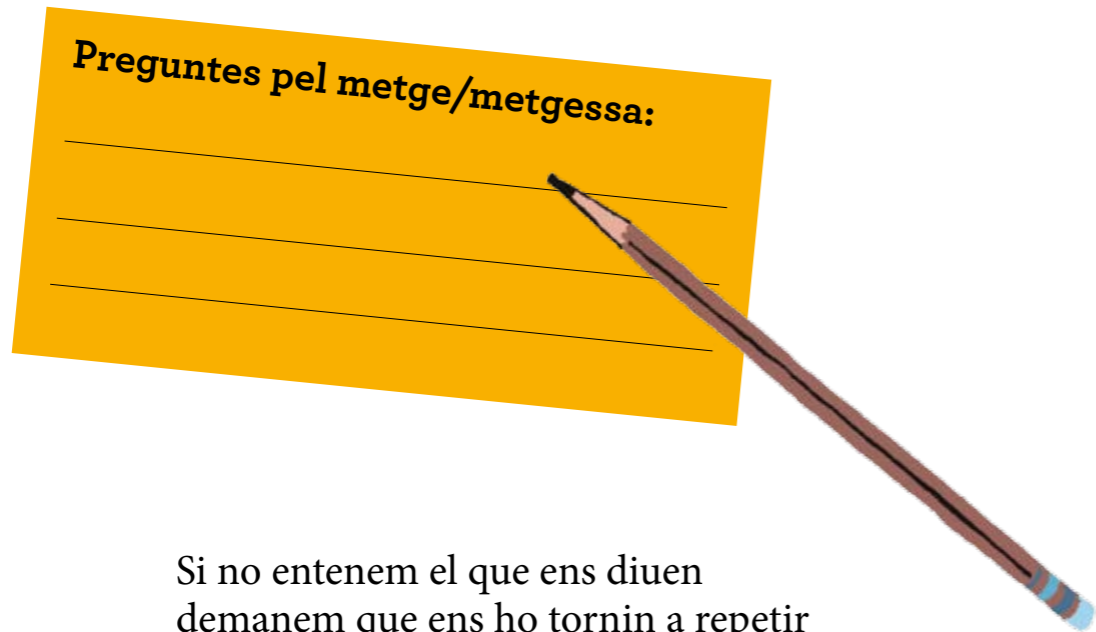 Preguntes pel metge/metgessa:
Si no entenem el que ens diuen
demanem que ens ho tornin a repetir